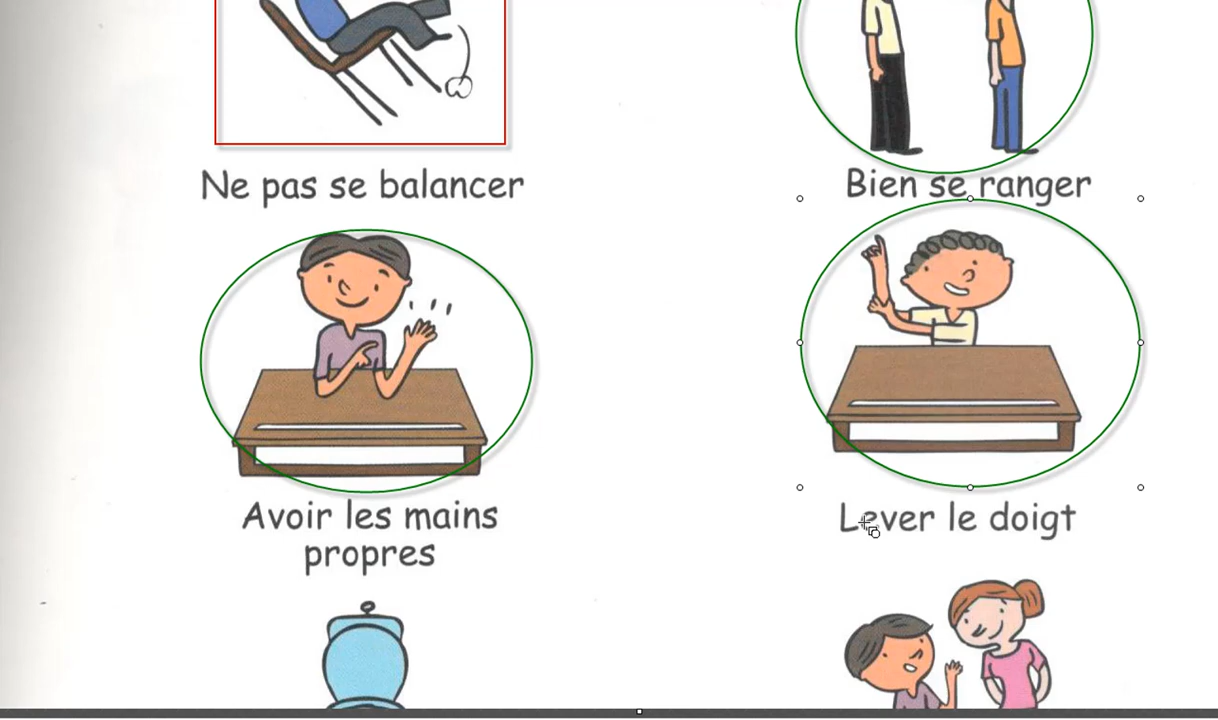 Ne pas se balancer
Bien se ranger
Avoir les mains
propres
Lever le doigt